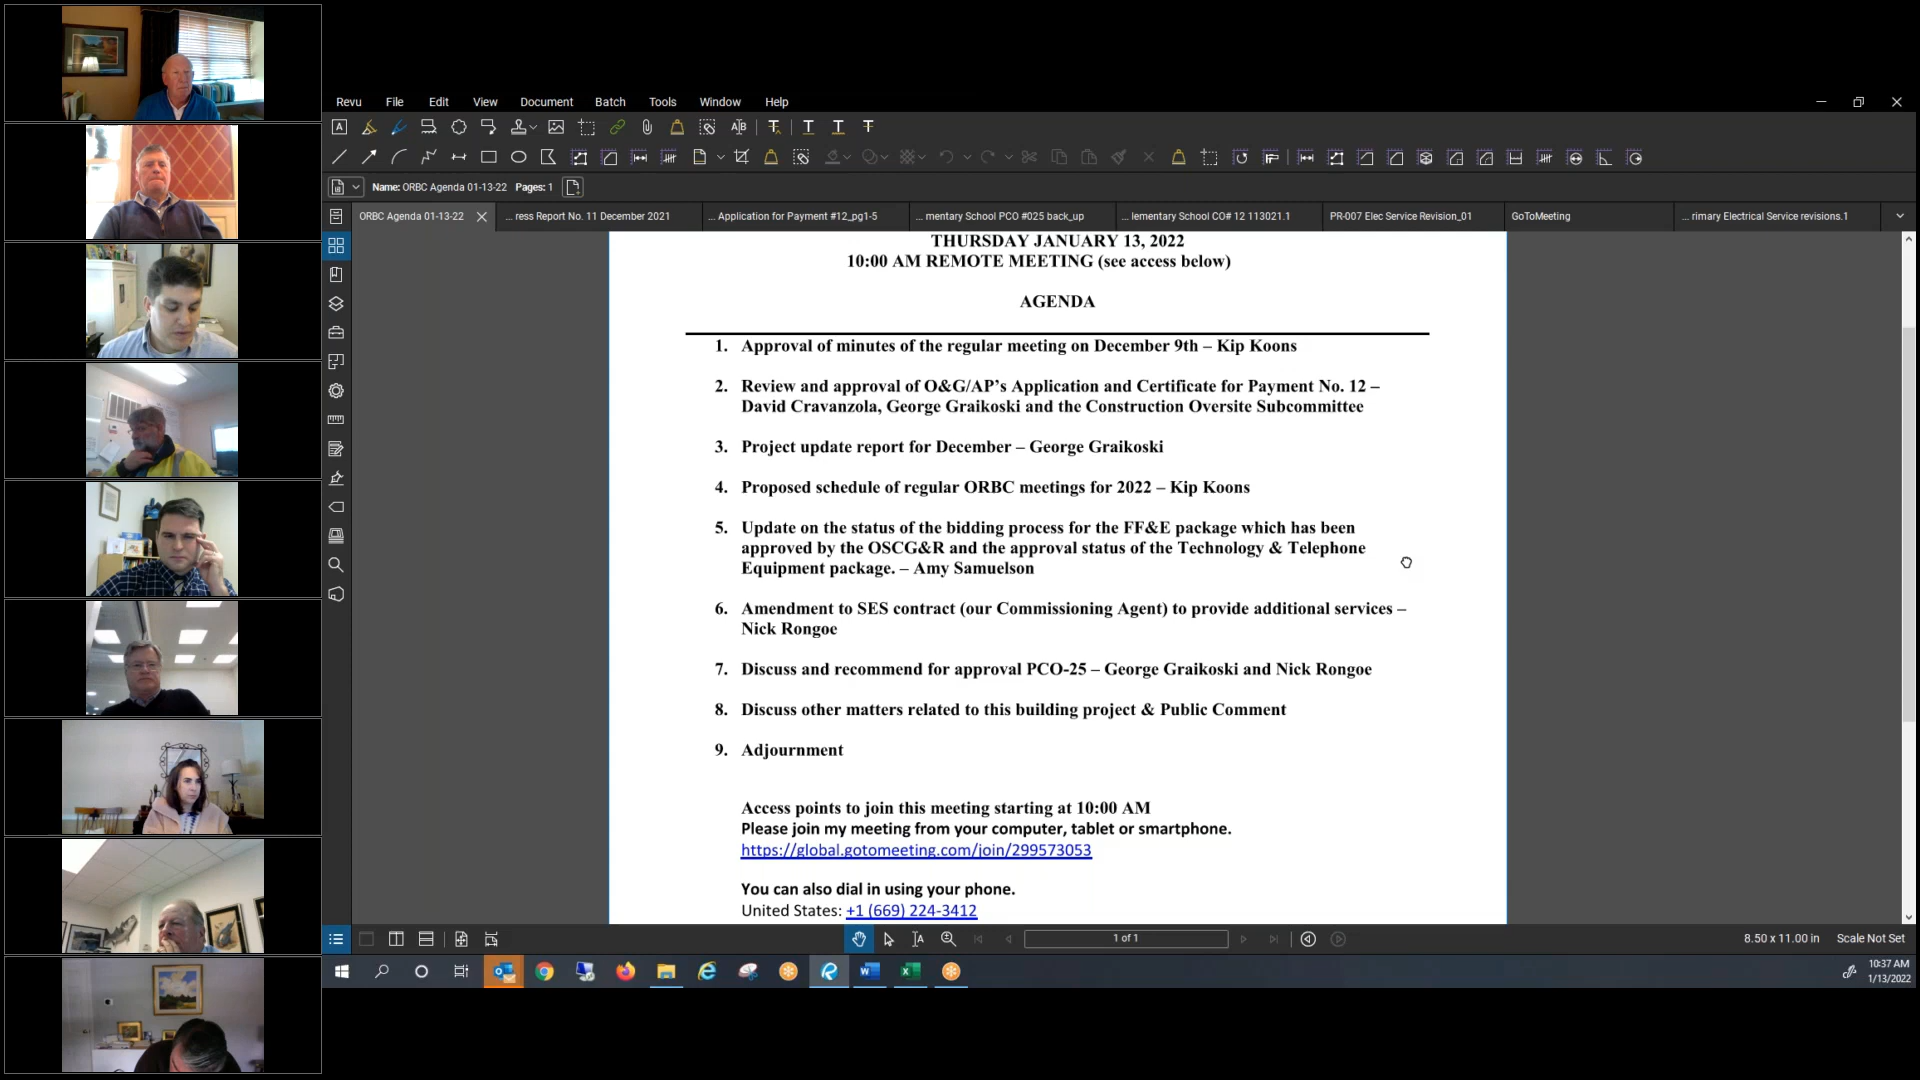 Revu File Edit View Document Batch Tools Window Help
Name: ORBC Agenda 01-13-22 Pages: 1
ORBC Agenda 01-13-22 ... ress Report No. 11 December 2021 ... Application for Payment #12_pg1-5 ... mentary School PCO #025 back_up ... lementary School CO# 12 113021.1 PR-007 Elec Service Revision_01 GoToMeeting ... rimary Electrical Service revisions.1
THURSDAY JANUARY 13, 2022
10:00 AM REMOTE MEETING (see access below)
AGENDA
1. Approval of minutes of the regular meeting on December 9th – Kip Koons
2. Review and approval of O&G/AP's Application and Certificate for Payment No. 12 –
David Cravanzola, George Graikoski and the Construction Oversite Subcommittee
3. Project update report for December – George Graikoski
4. Proposed schedule of regular ORBC meetings for 2022 – Kip Koons
5. Update on the status of the bidding process for the FF&E package which has been
approved by the OSCG&R and the approval status of the Technology & Telephone
Equipment package. – Amy Samuelson
6. Amendment to SES contract (our Commissioning Agent) to provide additional services –
Nick Rongoe
7. Discuss and recommend for approval PCO-25 – George Graikoski and Nick Rongoe
8. Discuss other matters related to this building project & Public Comment
9. Adjournment
Access points to join this meeting starting at 10:00 AM
Please join my meeting from your computer, tablet or smartphone.
https://global.gotomeeting.com/join/299573053
You can also dial in using your phone.
United States: +1 (669) 224-3412
1 of 1
8.50 x 11.00 in Scale Not Set
10:37 AM
1/13/2022